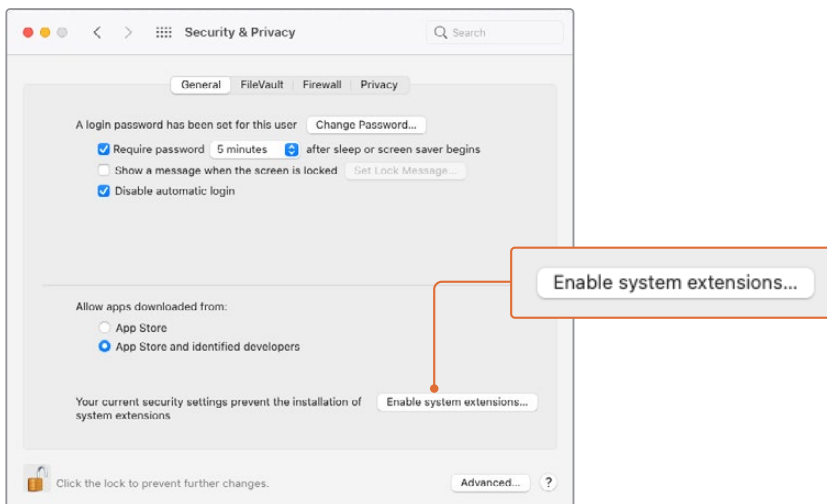 Security & Privacy
Search
General FileVault Firewall Privacy
A login password has been set for this user Change Password...
Require password 5 minutes after sleep or screen saver begins
Show a message when the screen is locked Set Lock Message...
Disable automatic login
Enable system extensions...
Allow apps downloaded from:
App Store
App Store and identified developers
Your current security settings prevent the installation of Enable system extensions...
system extensions
Click the lock to prevent further changes. Advanced... ?